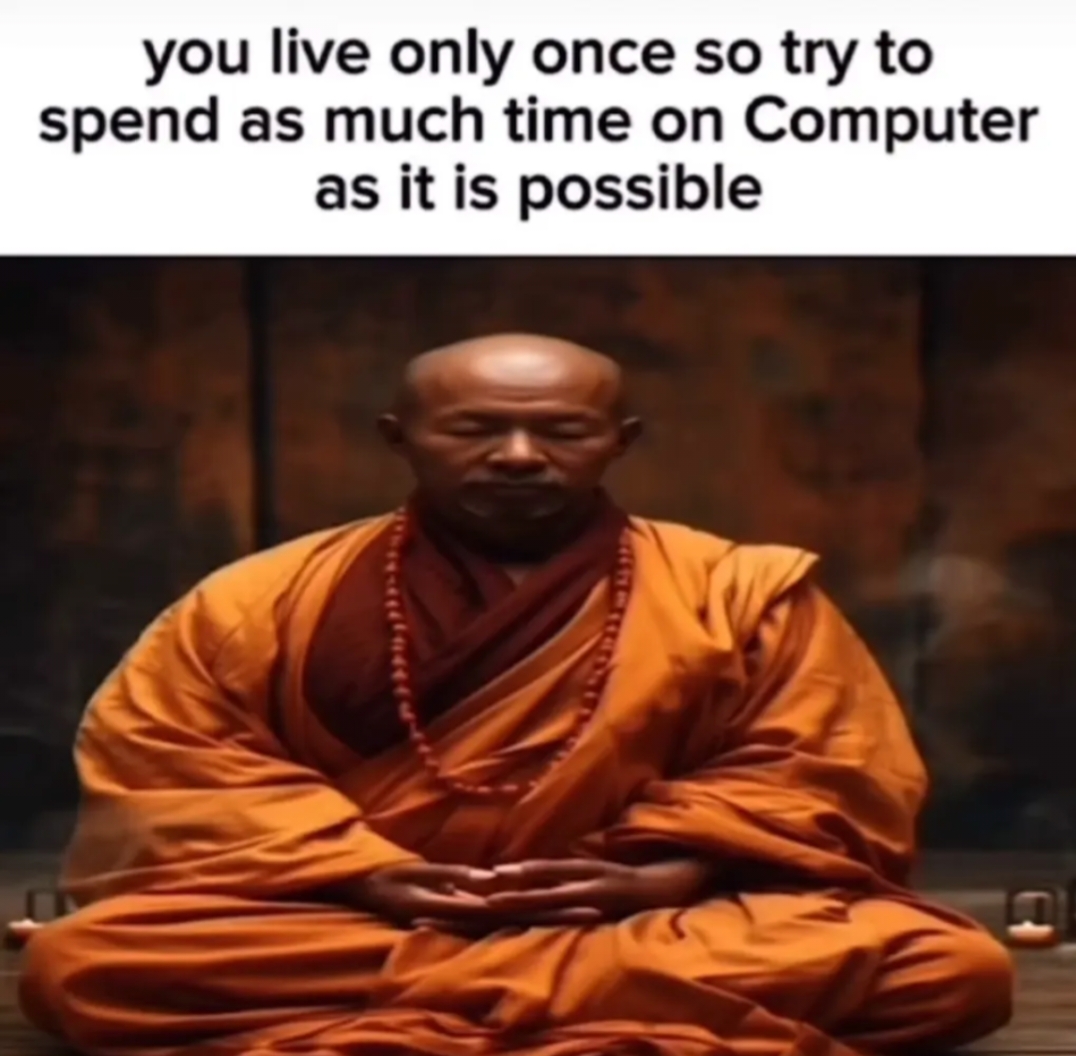 you live only once so try to
spend as much time on Computer
as it is possible